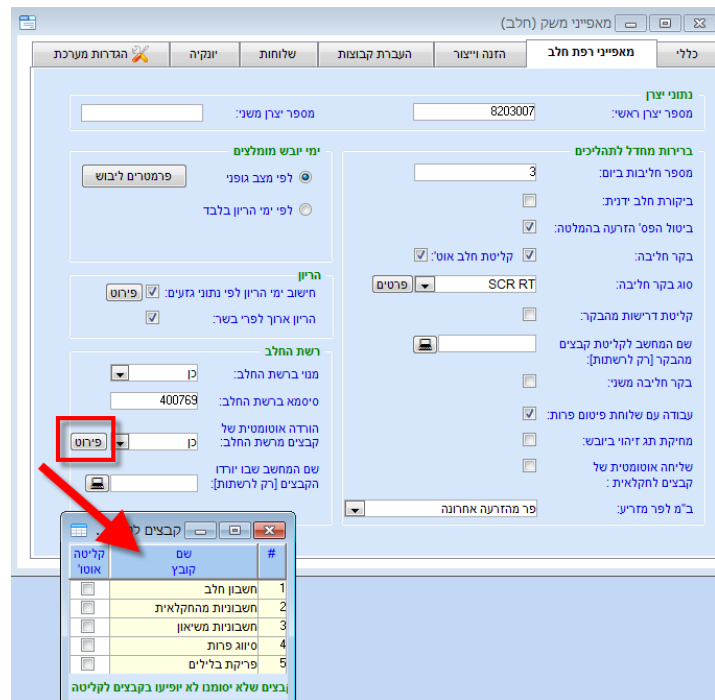 מאפייני משק (חלב)
כללי
מאפייני רפת חלב
הזנה וייצור
העברת קבוצות
שלוחות
יונקיה
הגדרות מערכת
נתוני יצרן
מספר יצרן ראשי: 8203007
מספר יצרן משני:
ברירות מחדל לתהליכים
מספר חליבות ביום: 3
ביקורת חלב ידנית:
ביטול הפס' הזרעה בהמלטה:
בקר חליבה: קליטת חלב אוט':
סוג בקר חליבה: SCR RT פרטים
קליטת דרישות מהבקר:
שם המחשב לקליטת קבצים
מהבקר [רק לרשתות]:
בקר חליבה משני:
עבודה עם שלוחת פיטום פרות:
מחיקת תג זיהוי ביובש:
שליחה אוטומטית של
קבצים לחקלאית :
ב"מ לפר מזריע: פר מהזרעה אחרונה
ימי יובש מומלצים
לפי מצב גופני פרמטרים ליבוש
לפי ימי הריון בלבד
הריון
חישוב ימי הריון לפי נתוני גזעים: פירוט
הריון ארוך לפרי בשר:
רשת החלב
מנוי ברשת החלב: כן
סיסמא ברשת החלב: 400769
הורדה אוטומטית של
קבצים מרשת החלב: כן פירוט
שם המחשב שבו יורדו
הקבצים [רק לרשתות]:
קבצים
# שם קליטה
קובץ אוטו'
1 חשבון חלב
2 חשבוניות מהחקלאית
3 חשבוניות משיאון
4 סיווג פרות
5 פריקת בלילים
קבצים שלא יסומנו לא יופיעו בקבצים לקליטה